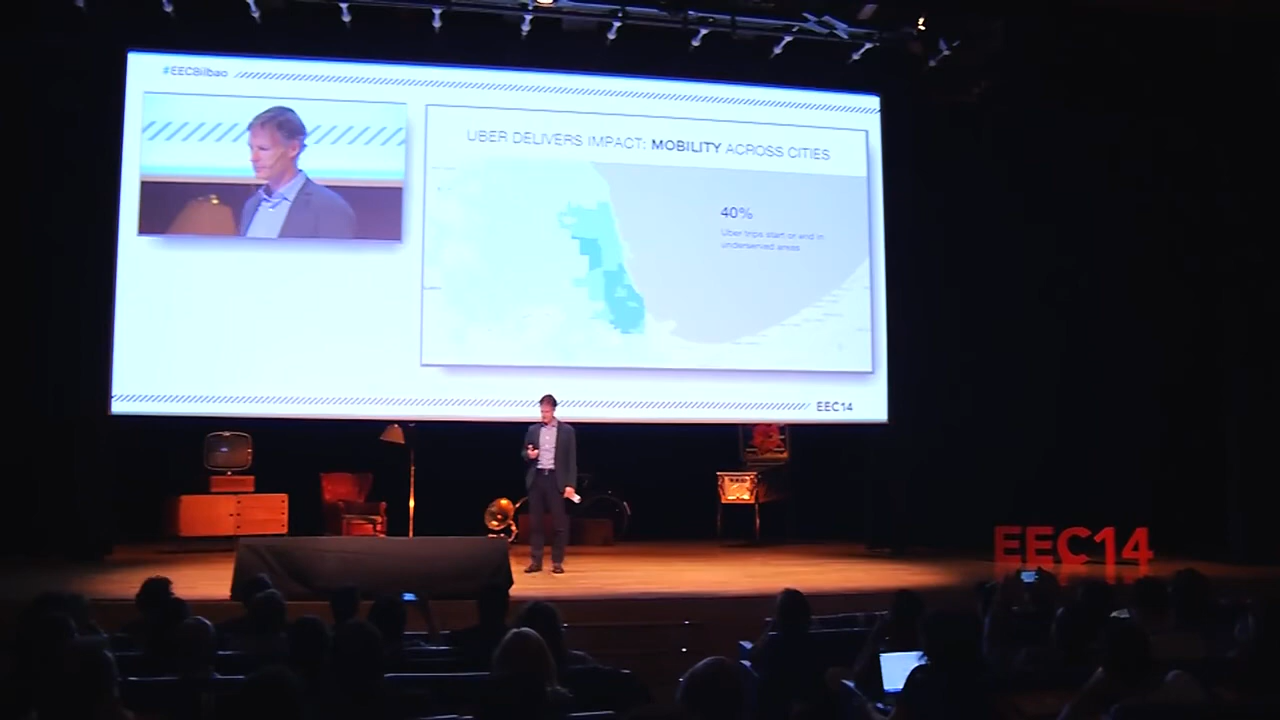 #EECBilbao
UBER DELIVERS IMPACT: MOBILITY ACROSS CITIES
40%
Uber trips start or end in
underserved areas
EEC14
EEC14